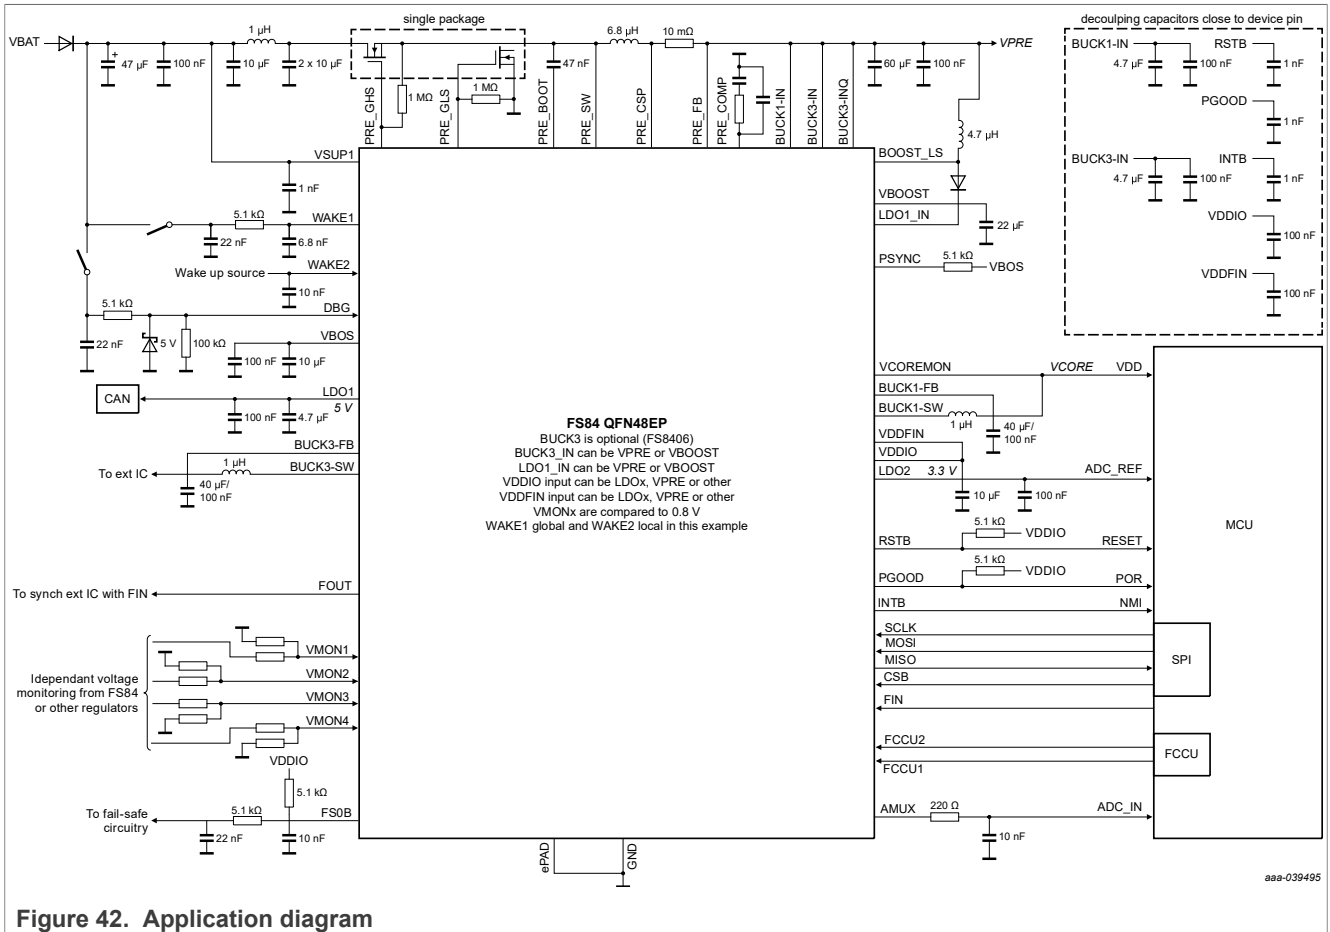 single package
decoulping capacitors close to device pin
VBAT
1 µH
6.8 µH
10 mΩ
VPRE
+
47 µF
100 nF
10 µF
2 x 10 µF
47 nF
60 µF
100 nF
1 MΩ
1 MΩ
PRE_GHS
PRE_GLS
PRE_BOOT
PRE_SW
PRE_CSP
PRE_FB
PRE_COMP
BUCK1-IN
BUCK3-IN
BUCK3-INQ
4.7 µH
BUCK1-IN
4.7 µF
100 nF
RSTB
1 nF
PGOOD
1 nF
BUCK3-IN
4.7 µF
100 nF
INTB
1 nF
VDDIO
100 nF
VDDFIN
100 nF
VSUP1
1 nF
5.1 kΩ
WAKE1
22 nF
6.8 nF
Wake up source
WAKE2
10 nF
5.1 kΩ
DBG
22 nF
5 V
100 kΩ
VBOS
100 nF
10 µF
CAN
LDO1
5 V
100 nF
4.7 µF
BUCK3-FB
1 µH
BUCK3-SW
To ext IC
40 µF/
100 nF
FOUT
To synch ext IC with FIN
VMON1
VMON2
VMON3
VMON4
Idependant voltage
monitoring from FS84
or other regulators
VDDIO
5.1 kΩ
5.1 kΩ
FS0B
To fail-safe
circuitry
22 nF
10 nF
FS84 QFN48EP
BUCK3 is optional (FS8406)
BUCK3_IN can be VPRE or VBOOST
LDO1_IN can be VPRE or VBOOST
VDDIO input can be LDOx, VPRE or other
VDDFIN input can be LDOx, VPRE or other
VMONx are compared to 0.8 V
WAKE1 global and WAKE2 local in this example
ePAD
GND
BOOST_LS
VBOOST
LDO1_IN
22 µF
PSYNC
5.1 kΩ
VBOS
VCOREMON
VCORE
VDD
BUCK1-FB
BUCK1-SW
1 µH
40 µF/
100 nF
VDDFIN
VDDIO
LDO2
3.3 V
ADC_REF
10 µF
100 nF
5.1 kΩ
VDDIO
RSTB
RESET
5.1 kΩ
VDDIO
PGOOD
POR
INTB
NMI
SCLK
MOSI
MISO
CSB
SPI
FIN
FCCU2
FCCU1
FCCU
AMUX
220 Ω
ADC_IN
10 nF
MCU
aaa-039495
Figure 42. Application diagram